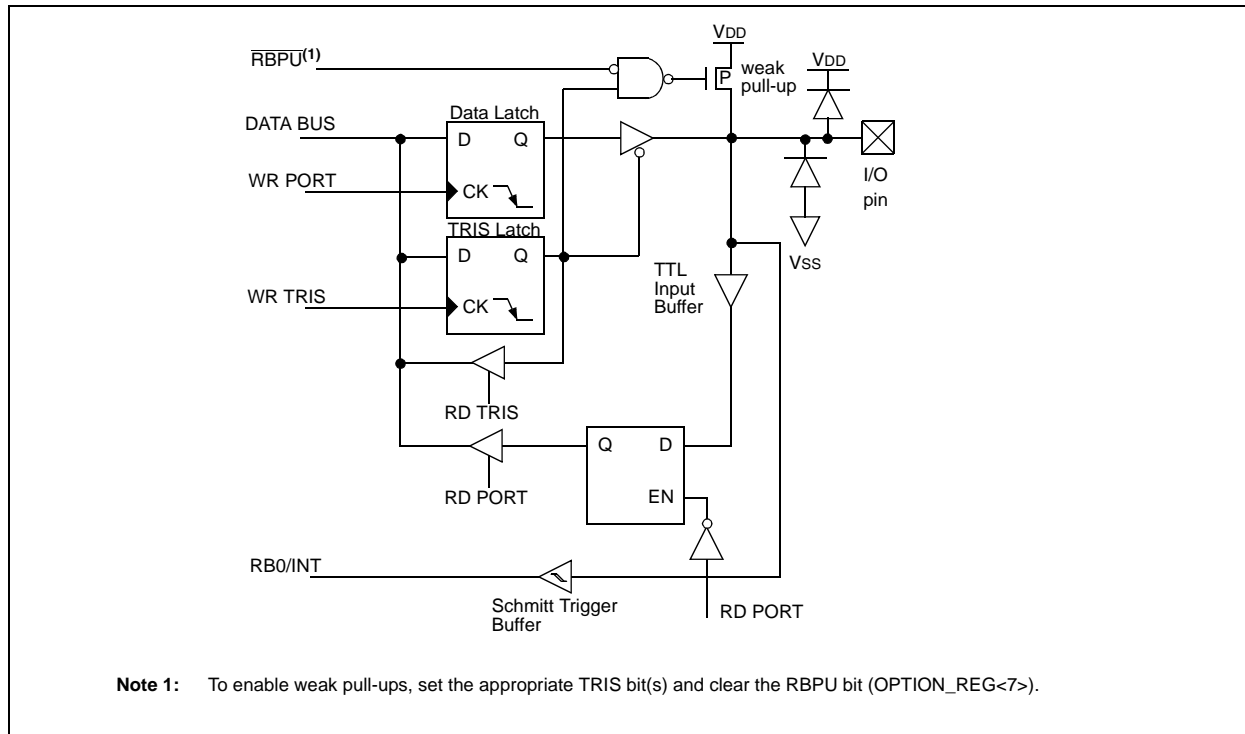 VDD
RBPU(1)
weak
pull-up
P
VDD
Data Latch
DATA BUS
D Q
I/O
pin
WR PORT
CK
TRIS Latch
D Q
VSS
TTL
Input
Buffer
WR TRIS
CK
RD TRIS
Q D
EN
RD PORT
RB0/INT
Schmitt Trigger
Buffer
RD PORT
Note 1: To enable weak pull-ups, set the appropriate TRIS bit(s) and clear the RBPU bit (OPTION_REG<7>).